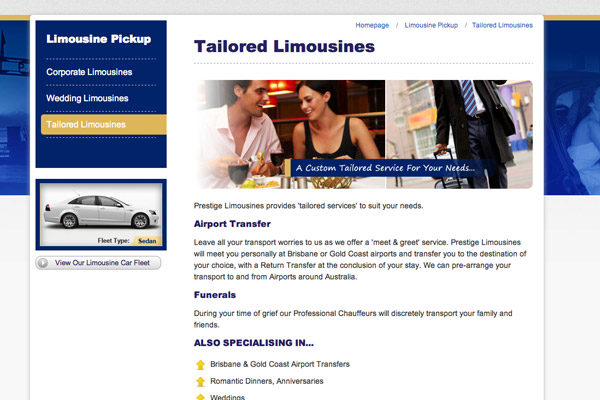 Homepage / Limousine Pickup / Tailored Limousines
Limousine Pickup
Corporate Limousines
Wedding Limousines
Tailored Limousines
Fleet Type: Sedan
View Our Limousine Car Fleet
Tailored Limousines
A Custom Tailored Service For Your Needs...
Prestige Limousines provides 'tailored services' to suit your needs.
Airport Transfer
Leave all your transport worries to us as we offer a 'meet & greet' service. Prestige Limousines
will meet you personally at Brisbane or Gold Coast airports and transfer you to the destination of
your choice, with a Return Transfer at the conclusion of your stay. We can pre-arrange your
transport to and from Airports around Australia.
Funerals
During your time of grief our Professional Chauffeurs will discretely transport your family and
friends.
ALSO SPECIALISING IN...
Brisbane & Gold Coast Airport Transfers
Romantic Dinners, Anniversaries
Weddings